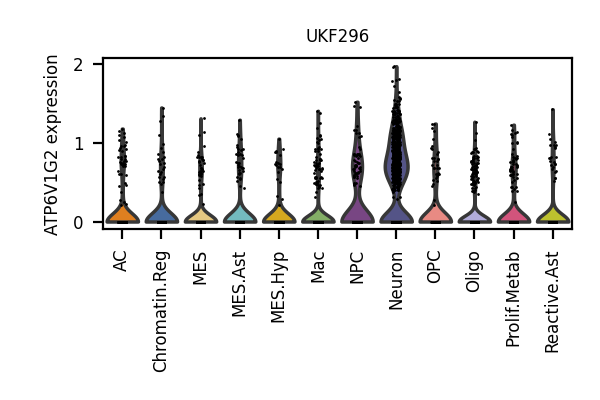 UKF296
ATP6V1G2 expression
2
1
0
AC
Chromatin.Reg
MES
MES.Ast
MES.Hyp
Mac
NPC
Neuron
OPC
Oligo
Prolif.Metab
Reactive.Ast